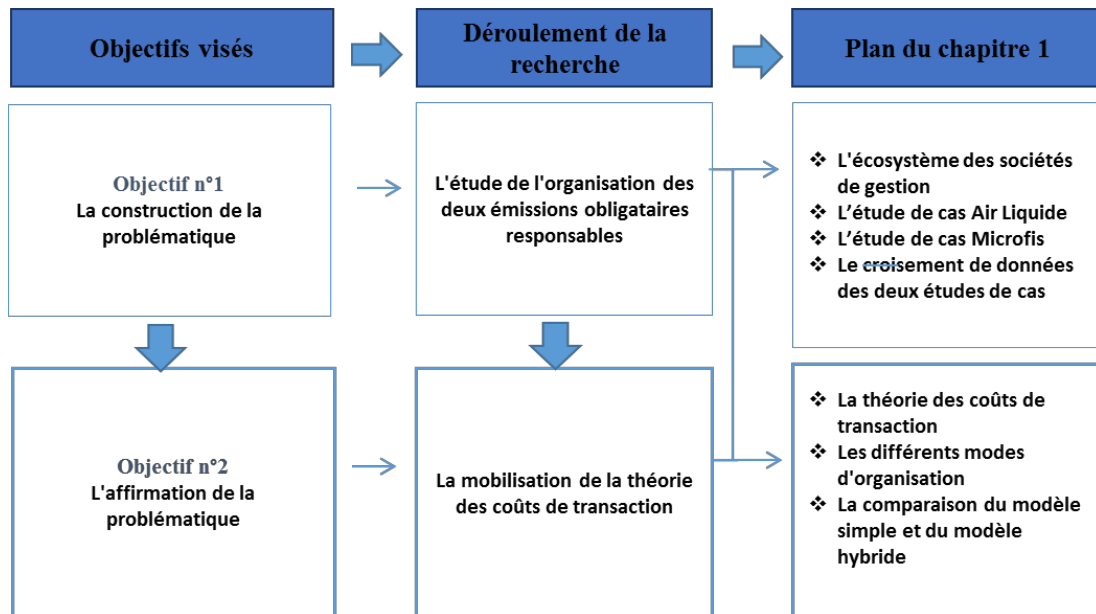 Objectifs visés
Déroulement de la
recherche
Plan du chapitre 1
Objectif n°1
La construction de la
problématique
L'étude de l'organisation des
deux émissions obligataires
responsables
❖ L'écosystème des sociétés
de gestion
❖ L’étude de cas Air Liquide
❖ L’étude de cas Microfis
❖ Le croisement de données
des deux études de cas
Objectif n°2
L'affirmation de la
problématique
La mobilisation de la théorie
des coûts de transaction
❖ La théorie des coûts de
transaction
❖ Les différents modes
d'organisation
❖ La comparaison du modèle
simple et du modèle
hybride